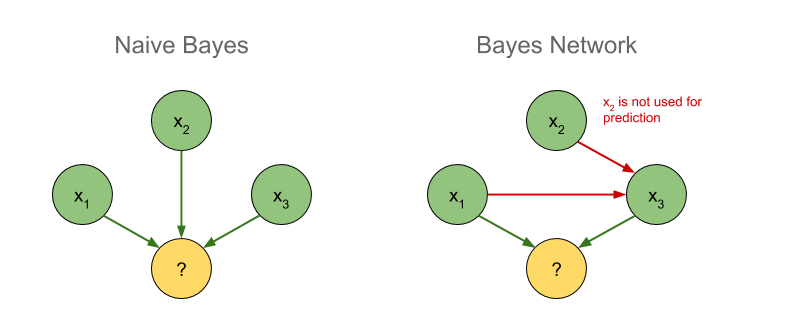 Naive Bayes
x2
x1
x3
?
Bayes Network
x2 is not used for
prediction
x2
x1
x3
?